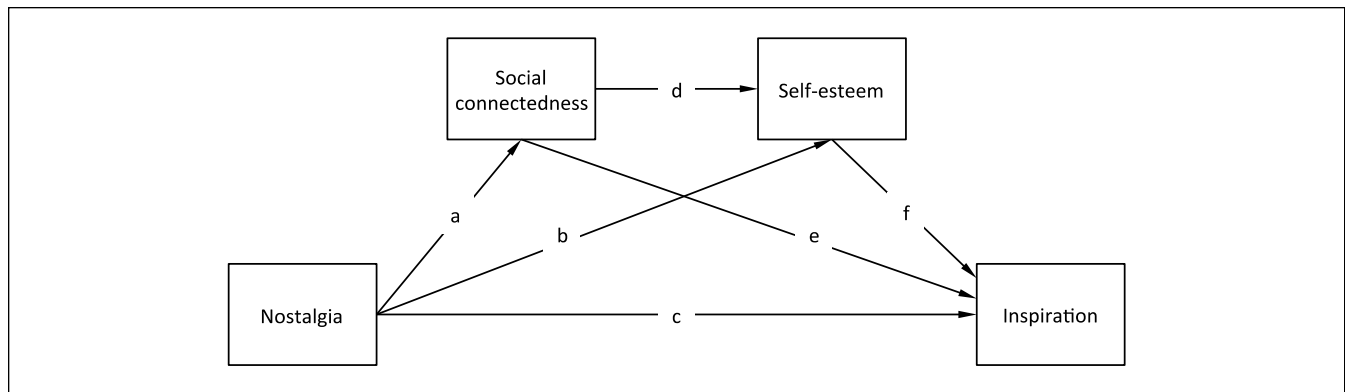 Social
connectedness
d
Self-esteem
a
b
e
f
Nostalgia
c
Inspiration